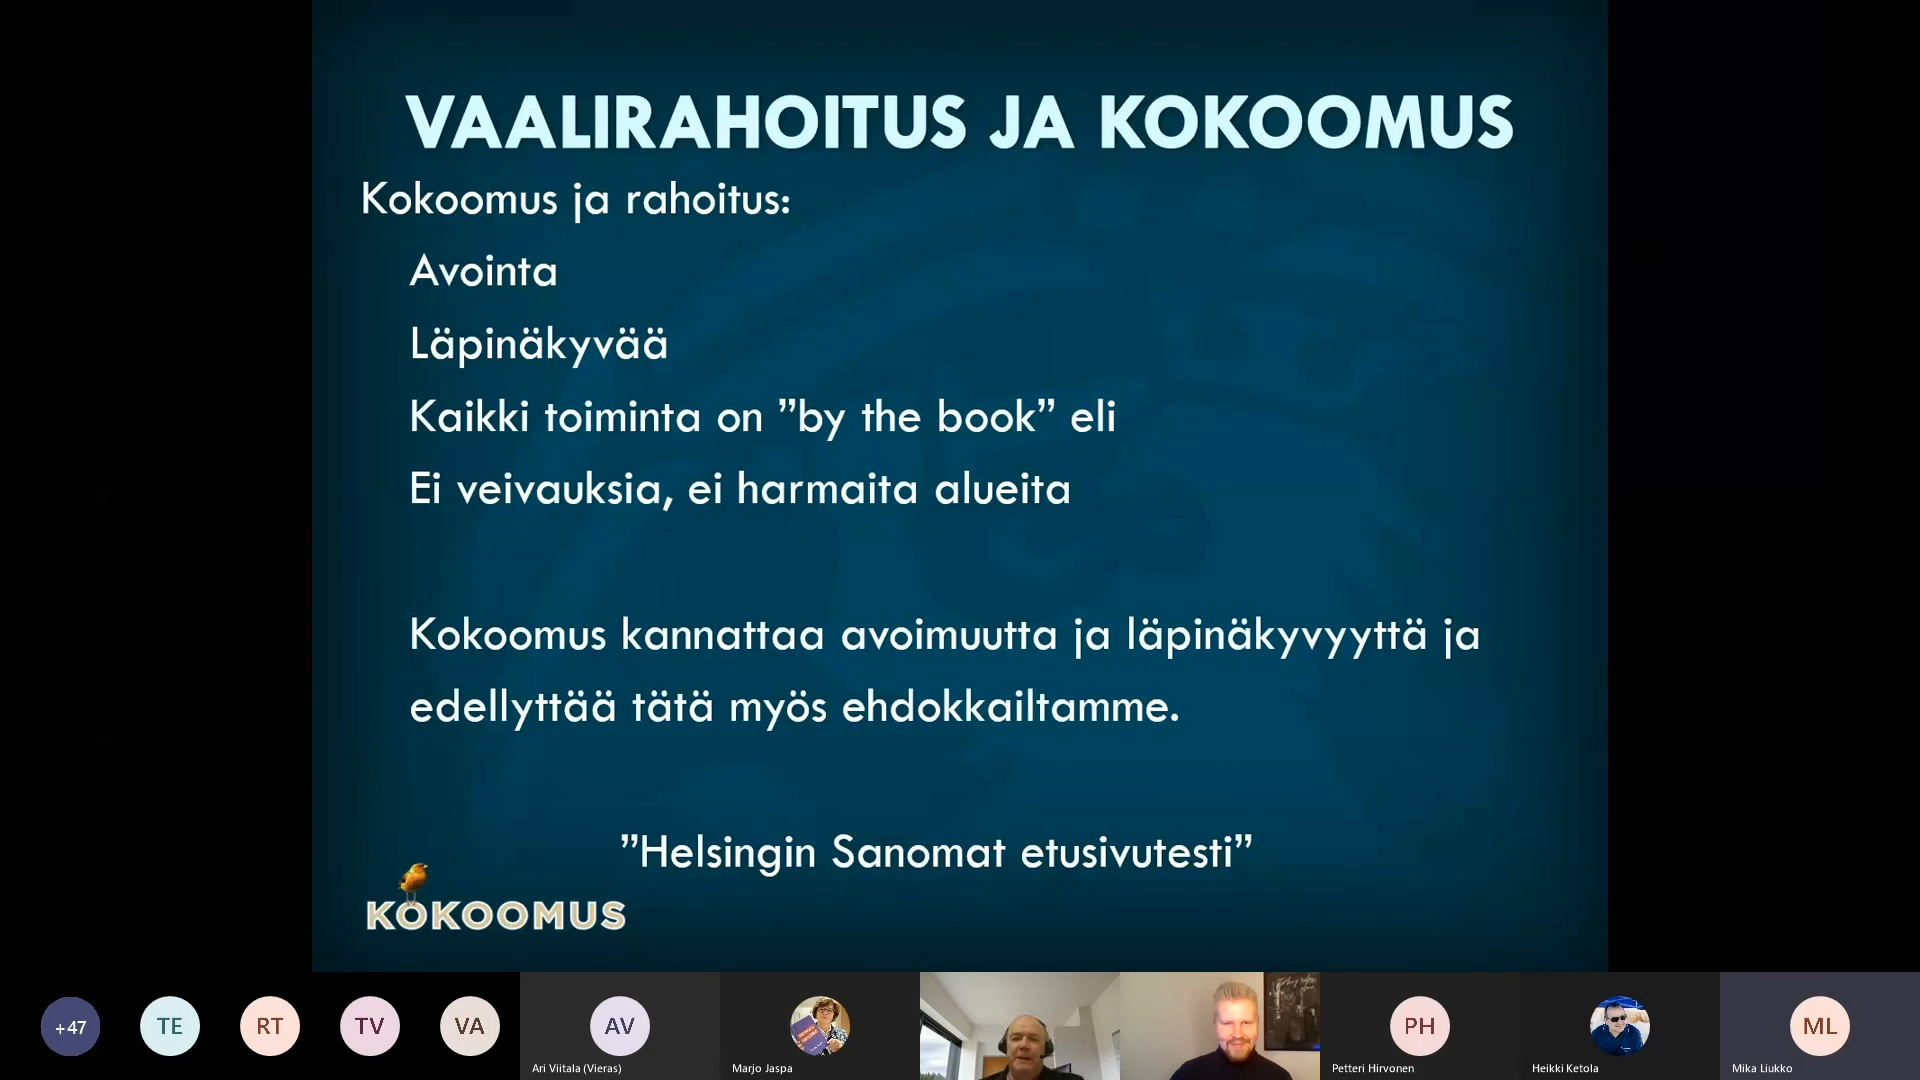 VAALIRAHOITUS JA KOKOOMUS
Kokoomus ja rahoitus:
Avointa
Läpinäkyvää
Kaikki toiminta on ”by the book” eli
Ei veivauksia, ei harmaita alueita
Kokoomus kannattaa avoimuutta ja läpinäkyvyyttä ja
edellyttää tätä myös ehdokkailtamme.
”Helsingin Sanomat etusivutesti”
KOKOOMUS
+47
TE
RT
TV
VA
AV
PH
ML
Ari Viitala (Vieras)
Marjo Jaspa
Petteri Hirvonen
Heikki Ketola
Mika Liukko